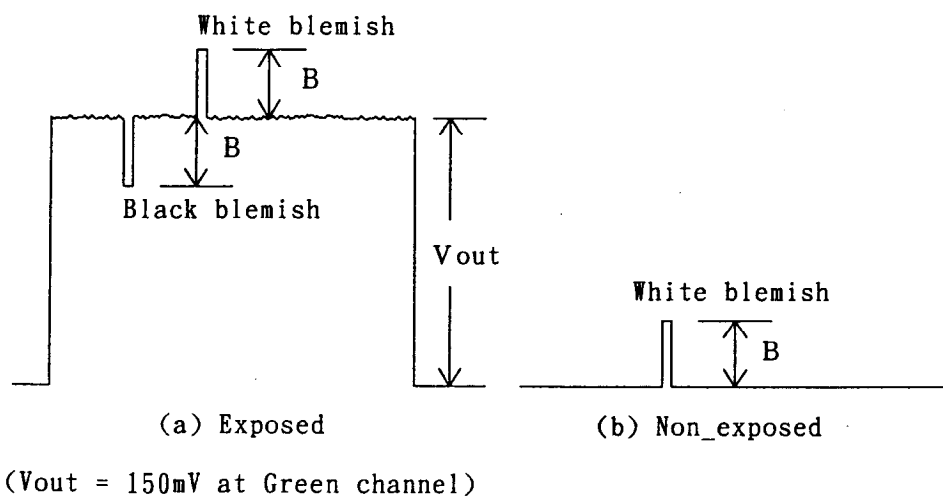 White blemish
B
B
Black blemish
Vout
White blemish
B
(a) Exposed
(b) Non_exposed
(Vout = 150mV at Green channel)